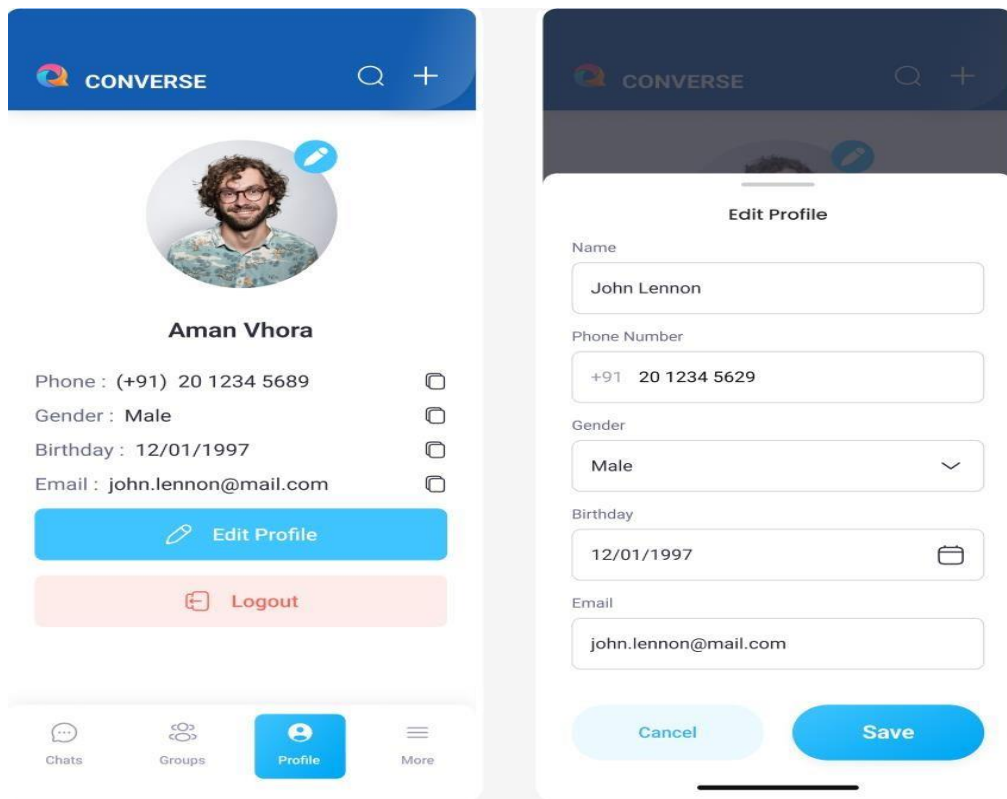 CONVERSE
Aman Vhora
Phone : (+91) 20 1234 5689
Gender : Male
Birthday : 12/01/1997
Email : john.lennon@mail.com
Edit Profile
Logout
Chats
Groups
Profile
More
CONVERSE
Edit Profile
Name
John Lennon
Phone Number
+91 20 1234 5629
Gender
Male
Birthday
12/01/1997
Email
john.lennon@mail.com
Cancel
Save